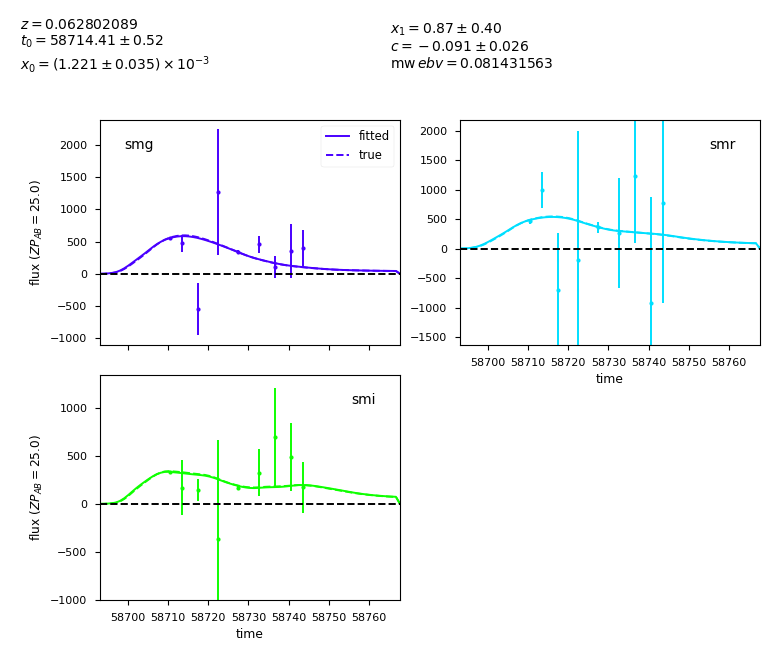 z = 0.062802089
t₀ = 58714.41 ± 0.52
x₀ = (1.221 ± 0.035) × 10⁻³
x₁ = 0.87 ± 0.40
c = −0.091 ± 0.026
mw ebv = 0.081431563
smg
fitted
true
2000
1500
1000
500
0
−500
−1000
flux (ZP_AB = 25.0)
smr
2000
1500
1000
500
0
−500
−1000
−1500
58700 58710 58720 58730 58740 58750 58760
time
smi
1000
500
0
−500
−1000
flux (ZP_AB = 25.0)
58700 58710 58720 58730 58740 58750 58760
time